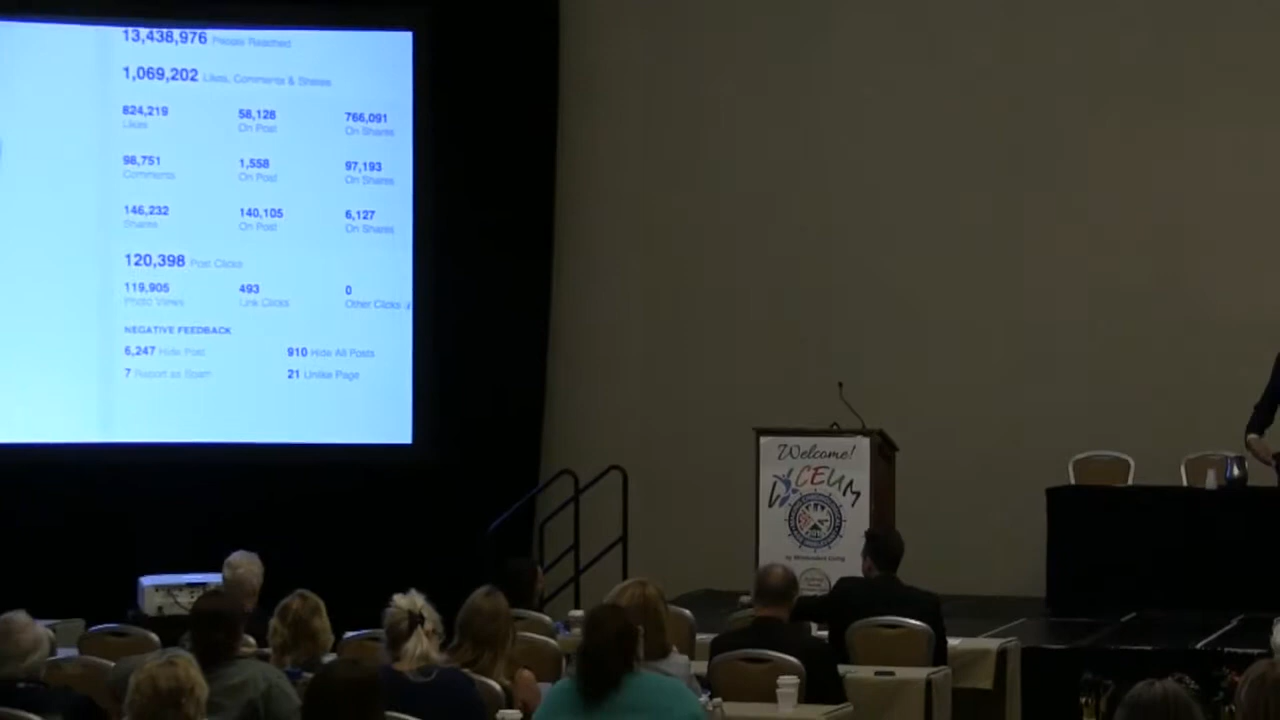 13,438,976 People Reached
1,069,202 Likes, Comments & Shares
824,219 58,128 766,091
Likes On Post On Shares
98,751 1,558 97,193
Comments On Post On Shares
146,232 140,105 6,127
Shares On Post On Shares
120,398 Post Clicks
119,905 493 0
Photo Views Link Clicks Other Clicks
NEGATIVE FEEDBACK
6,247 Hide Post 910 Hide All Posts
7 Report as Spam 21 Unlike Page
Welcome!
LYCEUM